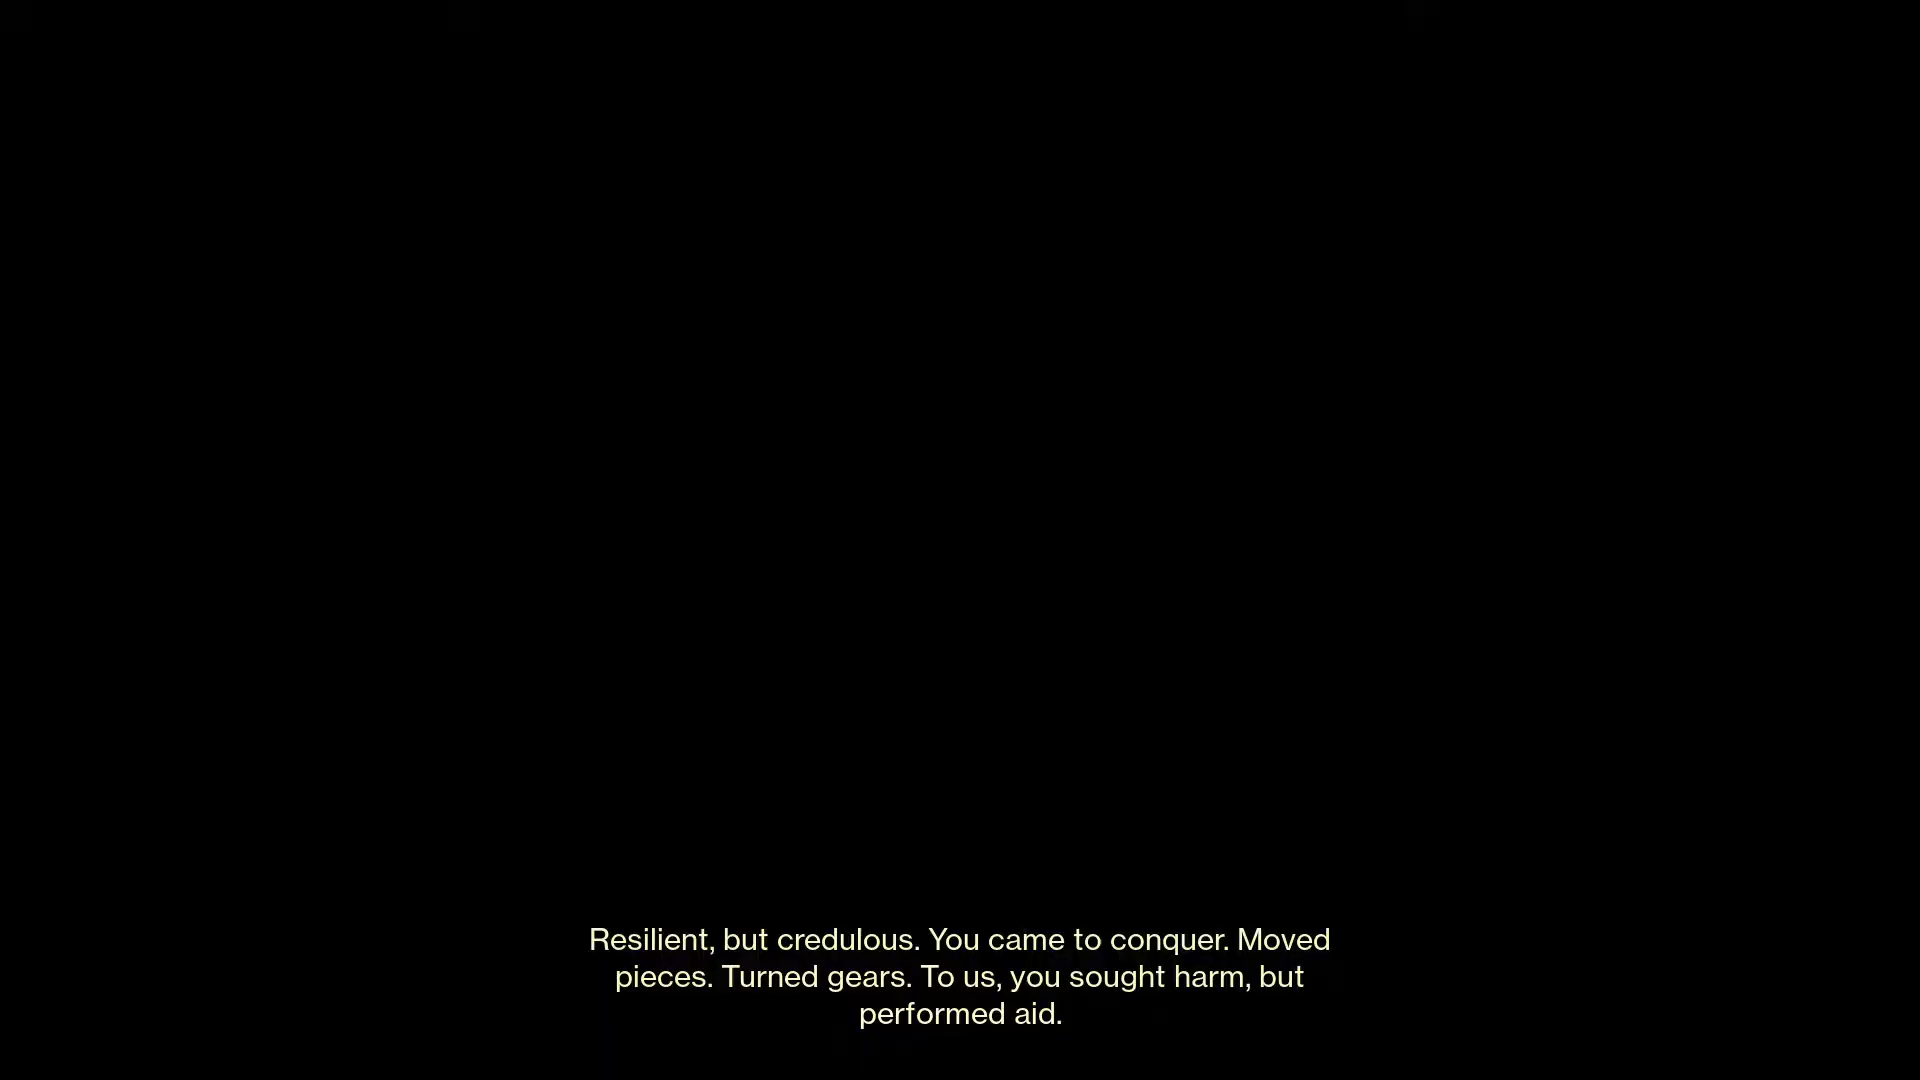 Resilient, but credulous. You came to conquer. Moved
pieces. Turned gears. To us, you sought harm, but
performed aid.